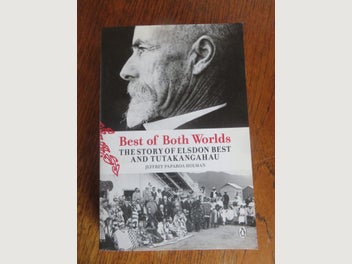 Best of Both Worlds
THE STORY OF ELSDON BEST
AND TUTAKANGAHAU
JEFFREY PAPAROA HOLMAN